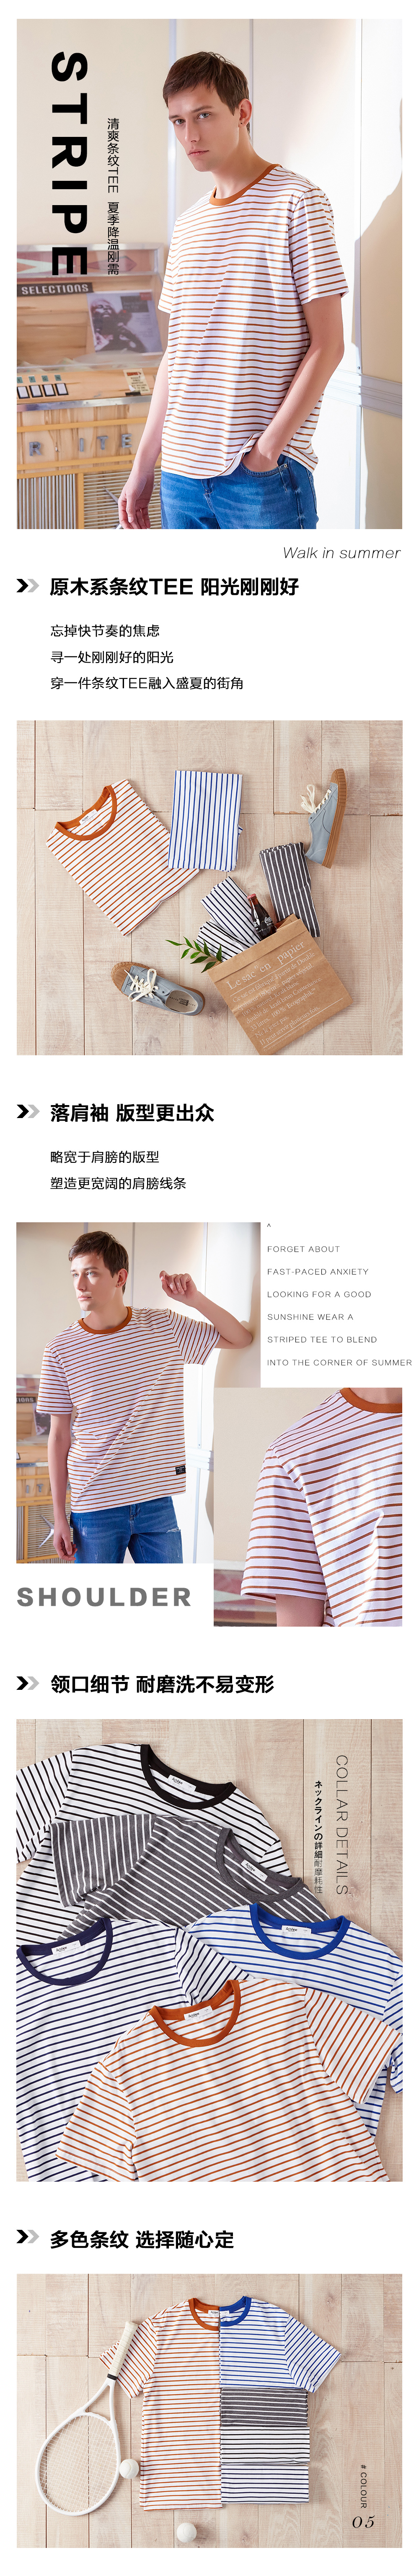 STRIPE
清爽条纹TEE 夏季降温刚需
SELECTIONS
Walk in summer
原木系条纹TEE 阳光刚刚好
忘掉快节奏的焦虑
寻一处刚刚好的阳光
穿一件条纹TEE融入盛夏的街角
落肩袖 版型更出众
略宽于肩膀的版型
塑造更宽阔的肩膀线条
^
FORGET ABOUT
FAST-PACED ANXIETY
LOOKING FOR A GOOD
SUNSHINE WEAR A
STRIPED TEE TO BLEND
INTO THE CORNER OF SUMMER
SHOULDER
领口细节 耐磨洗不易变形
COLLAR DETAILS
ネックラインの詳細耐摩耗性
多色条纹 选择随心定
# COLOUR
05